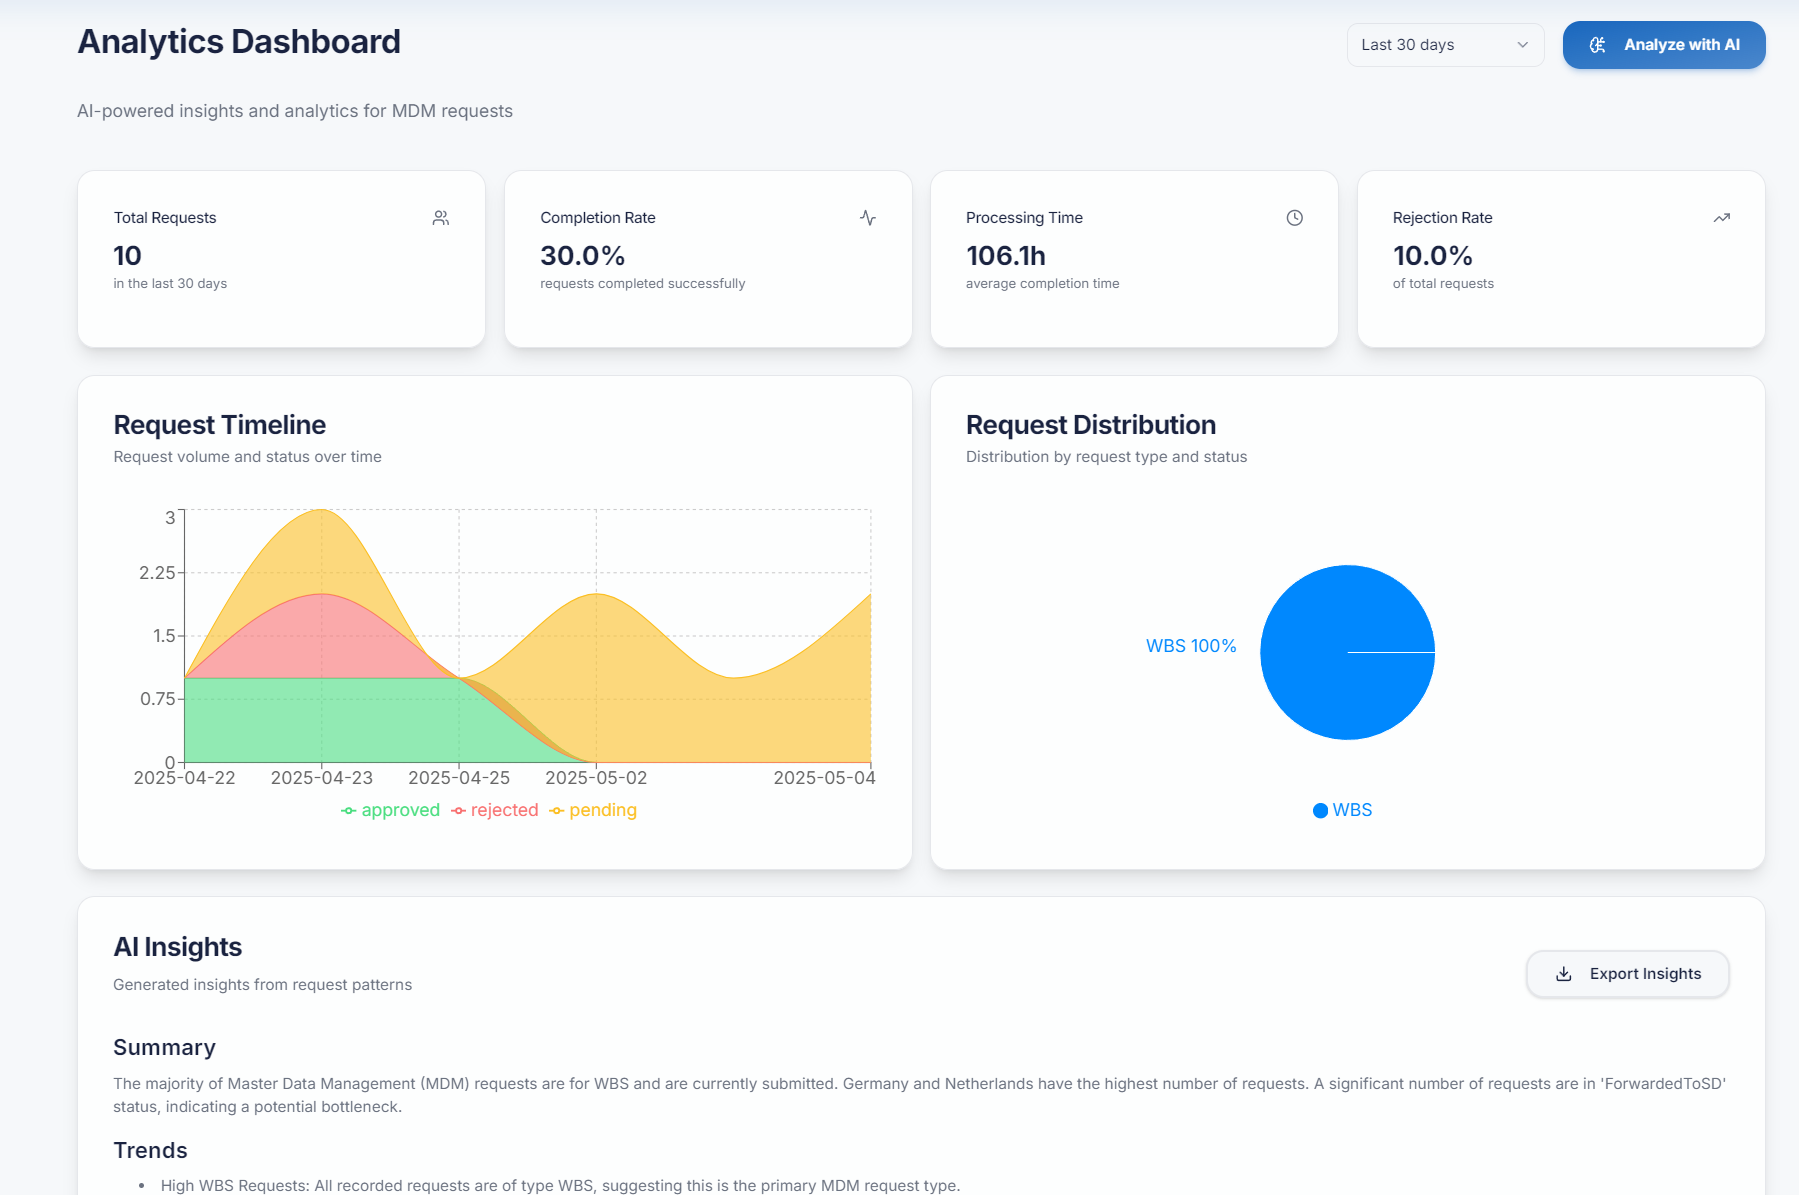 Analytics Dashboard
Last 30 days
Analyze with AI
AI-powered insights and analytics for MDM requests
Total Requests
10
in the last 30 days
Completion Rate
30.0%
requests completed successfully
Processing Time
106.1h
average completion time
Rejection Rate
10.0%
of total requests
Request Timeline
Request volume and status over time
3
2.25
1.5
0.75
0
2025-04-22 2025-04-23 2025-04-25 2025-05-02 2025-05-04
approved rejected pending
Request Distribution
Distribution by request type and status
WBS 100%
WBS
AI Insights
Generated insights from request patterns
Export Insights
Summary
The majority of Master Data Management (MDM) requests are for WBS and are currently submitted. Germany and Netherlands have the highest number of requests. A significant number of requests are in 'ForwardedToSD'
status, indicating a potential bottleneck.
Trends
• High WBS Requests: All recorded requests are of type WBS, suggesting this is the primary MDM request type.